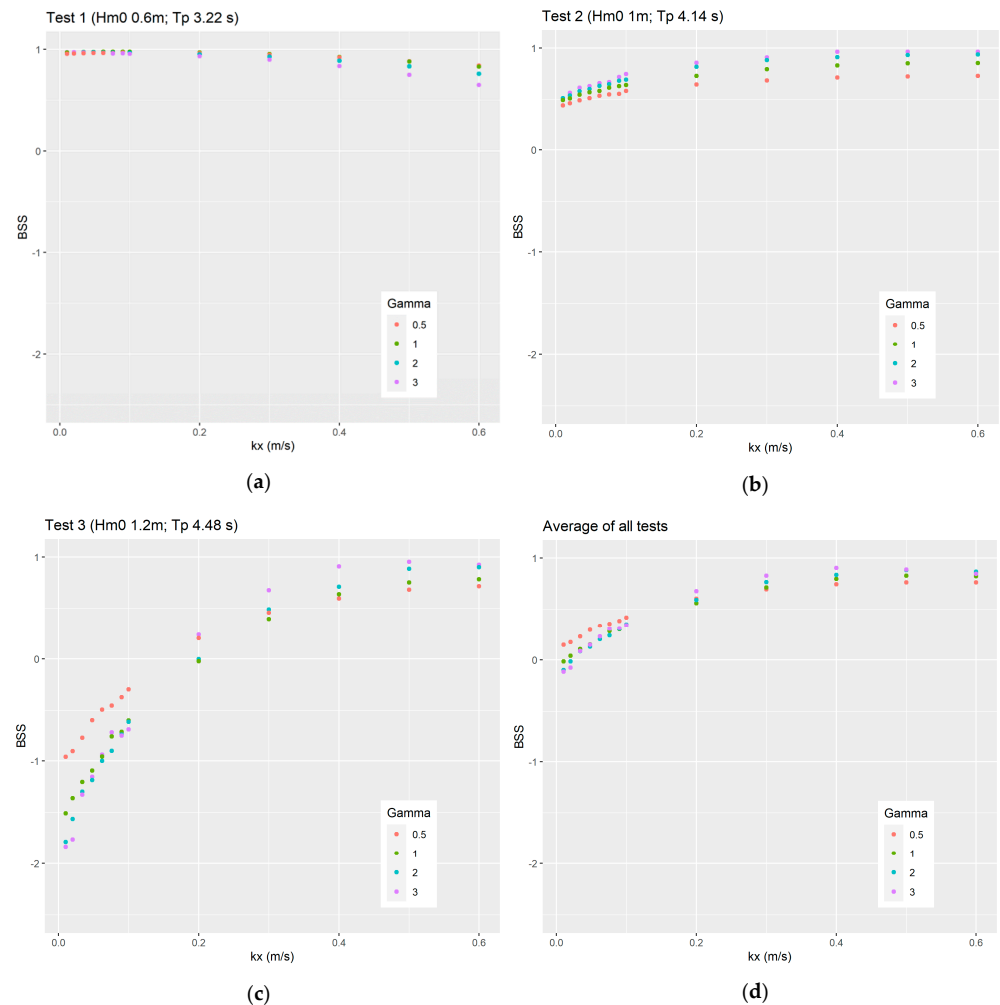 Test 1 (Hm0 0.6m; Tp 3.22 s)
1
0
-1
-2
BSS
Gamma
0.5
1
2
3
0.0
0.2
0.4
0.6
kx (m/s)
(a)
Test 2 (Hm0 1m; Tp 4.14 s)
1
0
-1
-2
BSS
Gamma
0.5
1
2
3
0.0
0.2
0.4
0.6
kx (m/s)
(b)
Test 3 (Hm0 1.2m; Tp 4.48 s)
1
0
-1
-2
BSS
Gamma
0.5
1
2
3
0.0
0.2
0.4
0.6
kx (m/s)
(c)
Average of all tests
1
0
-1
-2
BSS
Gamma
0.5
1
2
3
0.0
0.2
0.4
0.6
kx (m/s)
(d)